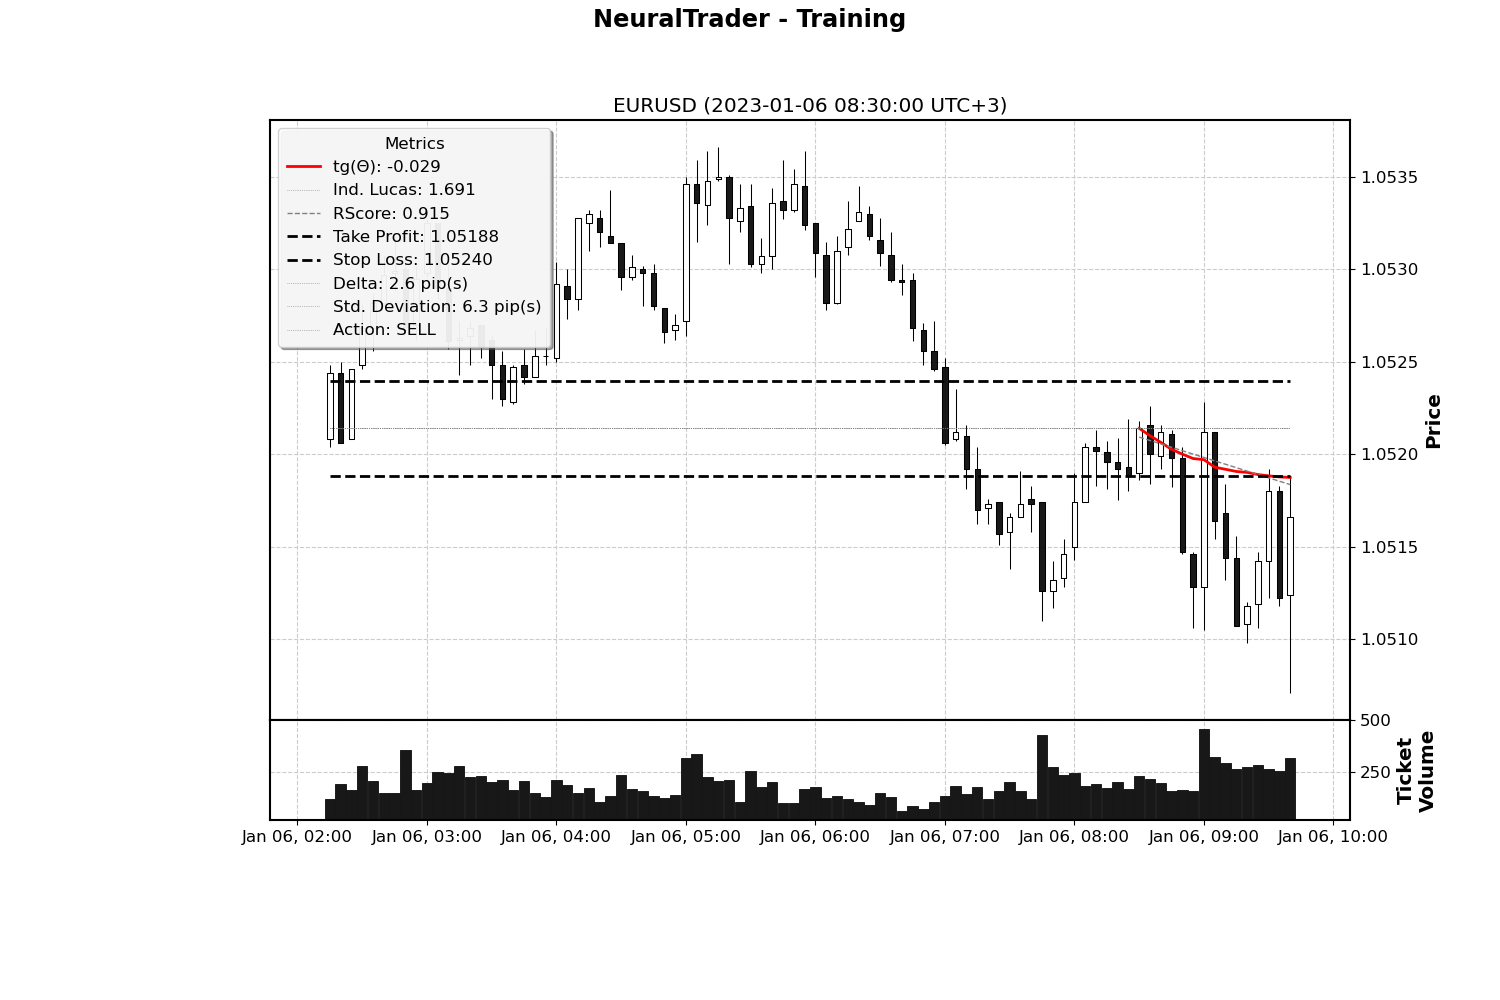 NeuralTrader - Training
EURUSD (2023-01-06 08:30:00 UTC+3)
Metrics
tg(Θ): -0.029
Ind. Lucas: 1.691
RScore: 0.915
Take Profit: 1.05188
Stop Loss: 1.05240
Delta: 2.6 pip(s)
Std. Deviation: 6.3 pip(s)
Action: SELL
1.0535
1.0530
1.0525
1.0520
1.0515
1.0510
Price
500
250
Ticket
Volume
Jan 06, 02:00 Jan 06, 03:00 Jan 06, 04:00 Jan 06, 05:00 Jan 06, 06:00 Jan 06, 07:00 Jan 06, 08:00 Jan 06, 09:00 Jan 06, 10:00